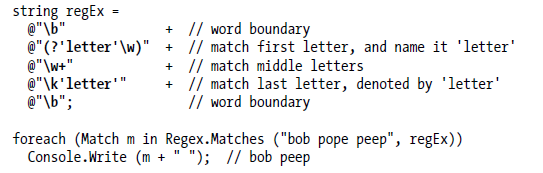 string regEx =
  @"\b"             +  // word boundary
  @"(?'letter'\w)"  +  // match first letter, and name it 'letter'
  @"\w+"            +  // match middle letters
  @"\k'letter'"     +  // match last letter, denoted by 'letter'
  @"\b";               // word boundary

foreach (Match m in Regex.Matches ("bob pope peep", regEx))
  Console.Write (m + " ");  // bob peep